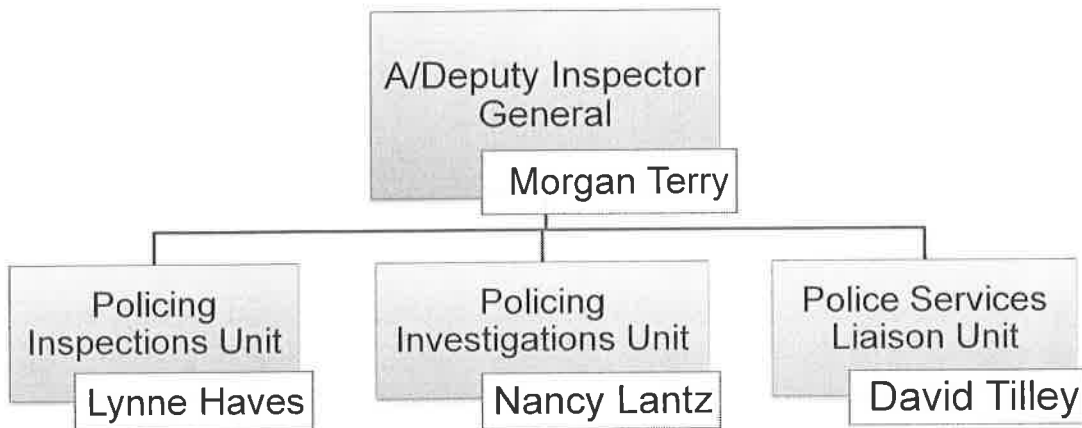 A/Deputy Inspector
General
Morgan Terry
Policing
Inspections Unit
Lynne Haves
Policing
Investigations Unit
Nancy Lantz
Police Services
Liaison Unit
David Tilley